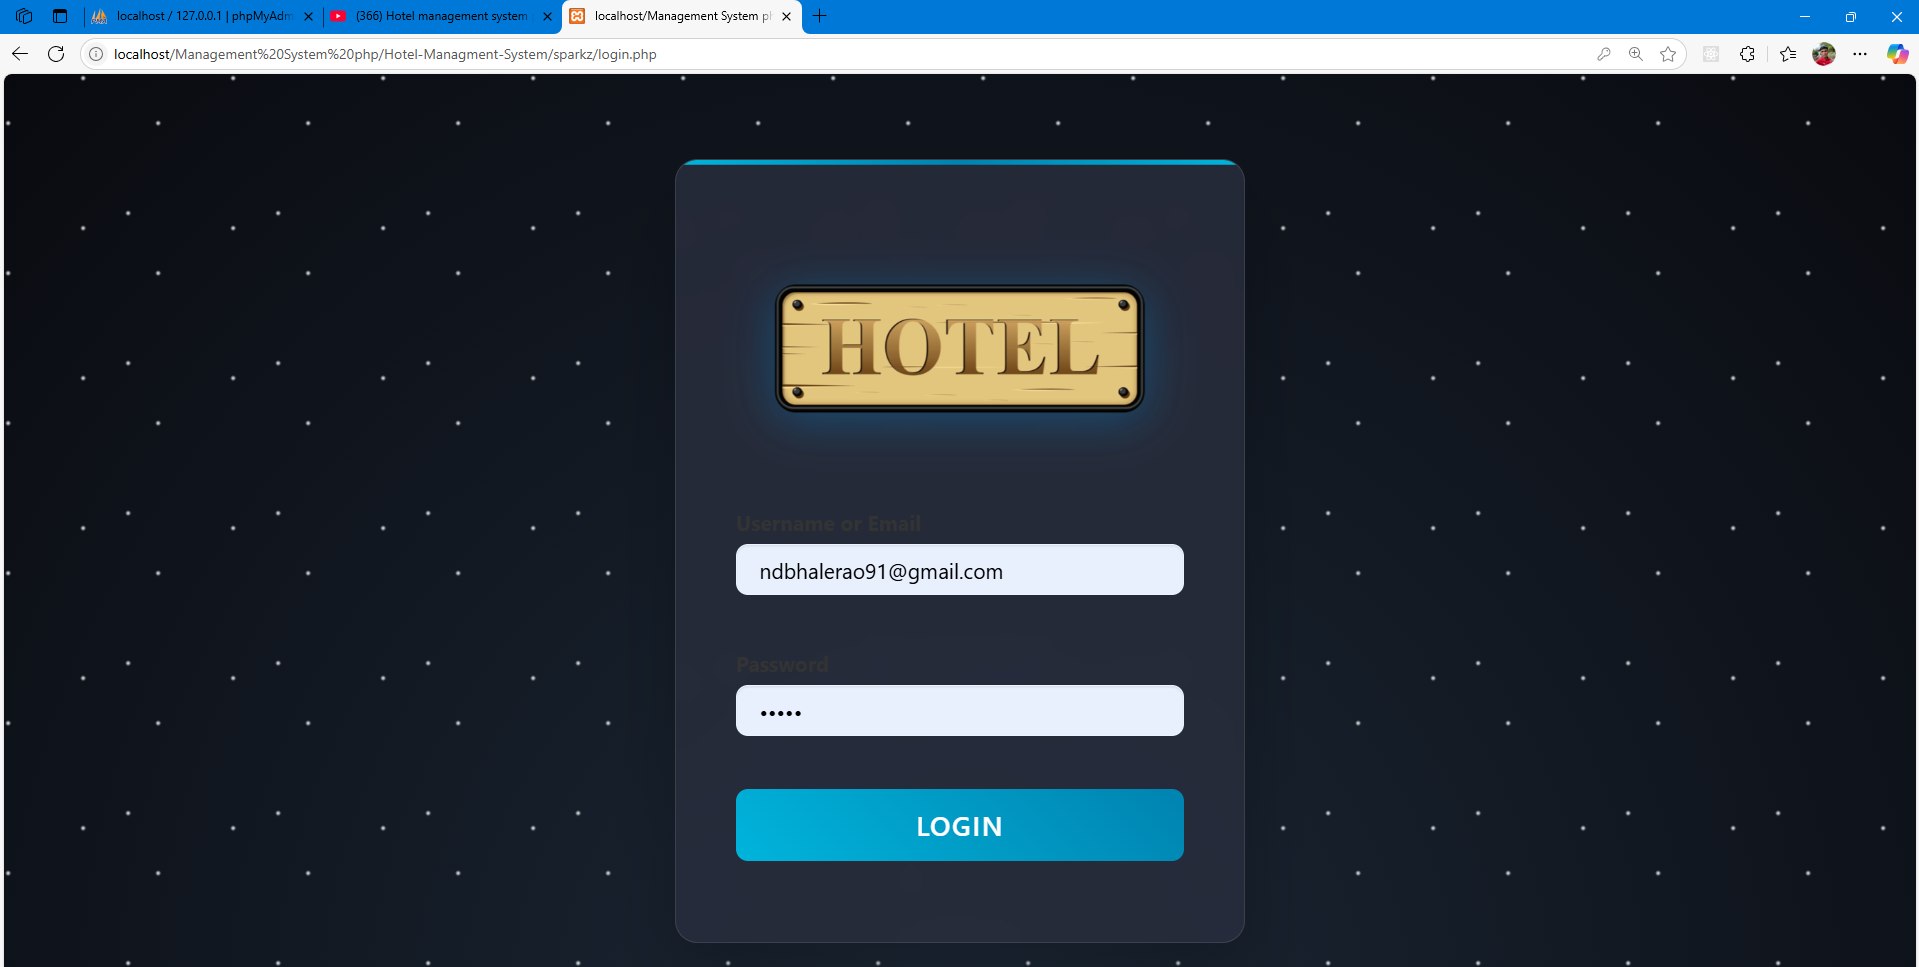 localhost / 127.0.0.1 | phpMyAdm
(366) Hotel management system
localhost/Management System p
localhost/Management%20System%20php/Hotel-Managment-System/sparkz/login.php
HOTEL
Username or Email
ndbhalerao91@gmail.com
Password
•••••
LOGIN